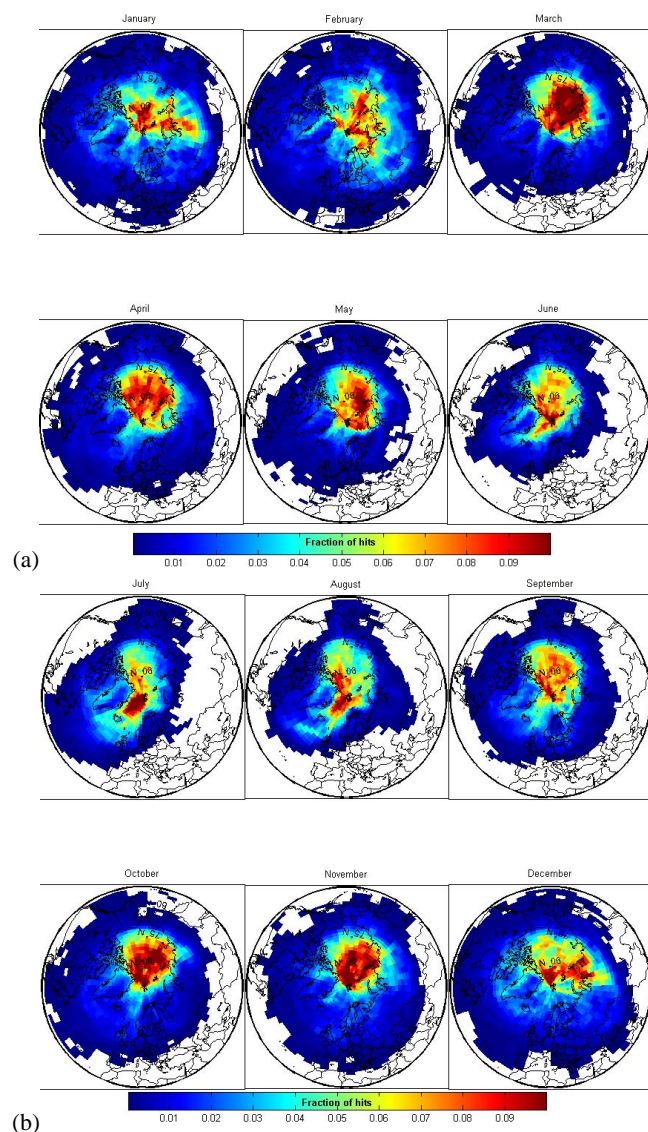 January February March
April May June
Fraction of hits
0.01 0.02 0.03 0.04 0.05 0.06 0.07 0.08 0.09
(a)
July August September
October November December
Fraction of hits
0.01 0.02 0.03 0.04 0.05 0.06 0.07 0.08 0.09
(b)